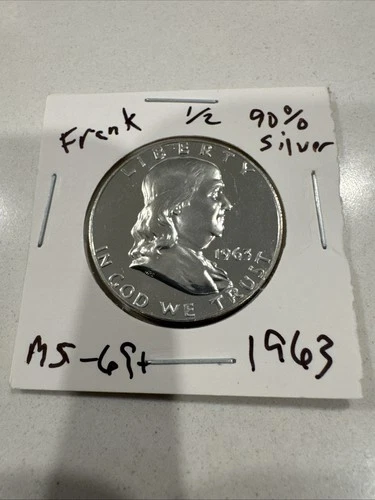 Frank 1/2 90% Silver
LIBERTY
1963
IN GOD WE TRUST
MS-69+ 1963